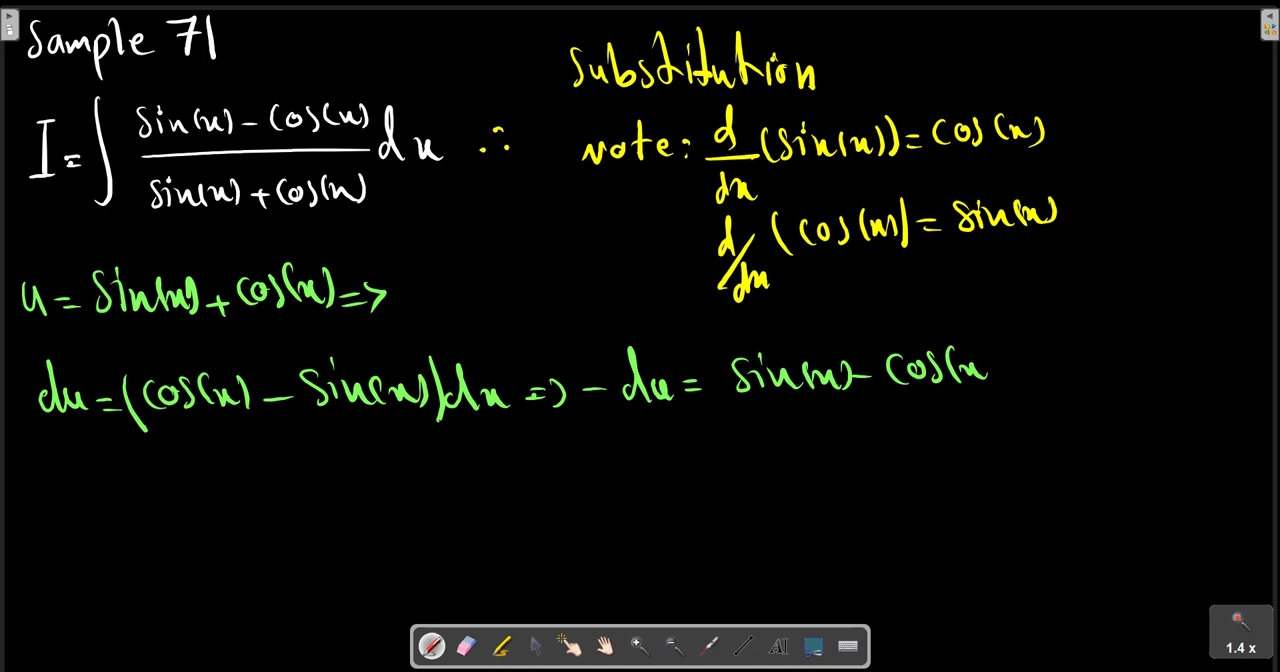 Sample 71
I = ∫ (sin(x) - cos(x))/(sin(x) + cos(x)) dx ∴
Substitution
note: d/dx (sin(x)) = cos(x)
d/dx (cos(x) = sin(x)
u = sin(x) + cos(x) =>
du = (cos(x) - sin(x))dx => - du = sin(x) - cos(x
AI
1.4 x